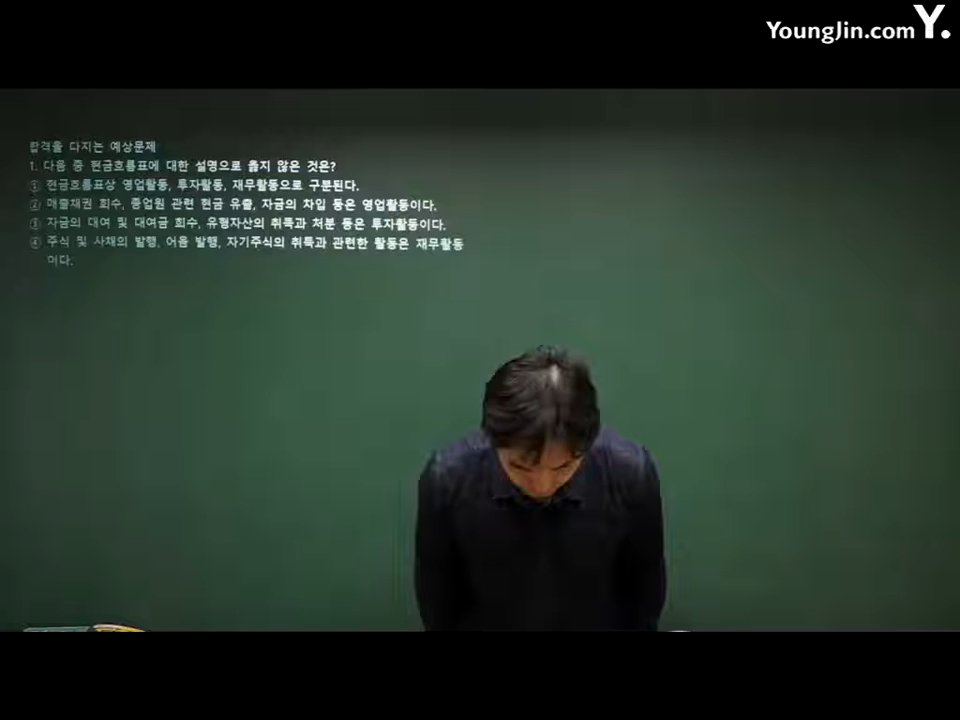 YoungJin.com Y.
합격을 다지는 예상문제
1. 다음 중 현금흐름표에 대한 설명으로 옳지 않은 것은?
① 현금흐름표상 영업활동, 투자활동, 재무활동으로 구분된다.
② 매출채권 회수, 종업원 관련 현금 유출, 자금의 차입 등은 영업활동이다.
③ 자금의 대여 및 대여금 회수, 유형자산의 취득과 처분 등은 투자활동이다.
④ 주식 및 사채의 발행, 어음 발행, 자기주식의 취득과 관련한 활동은 재무활동
이다.